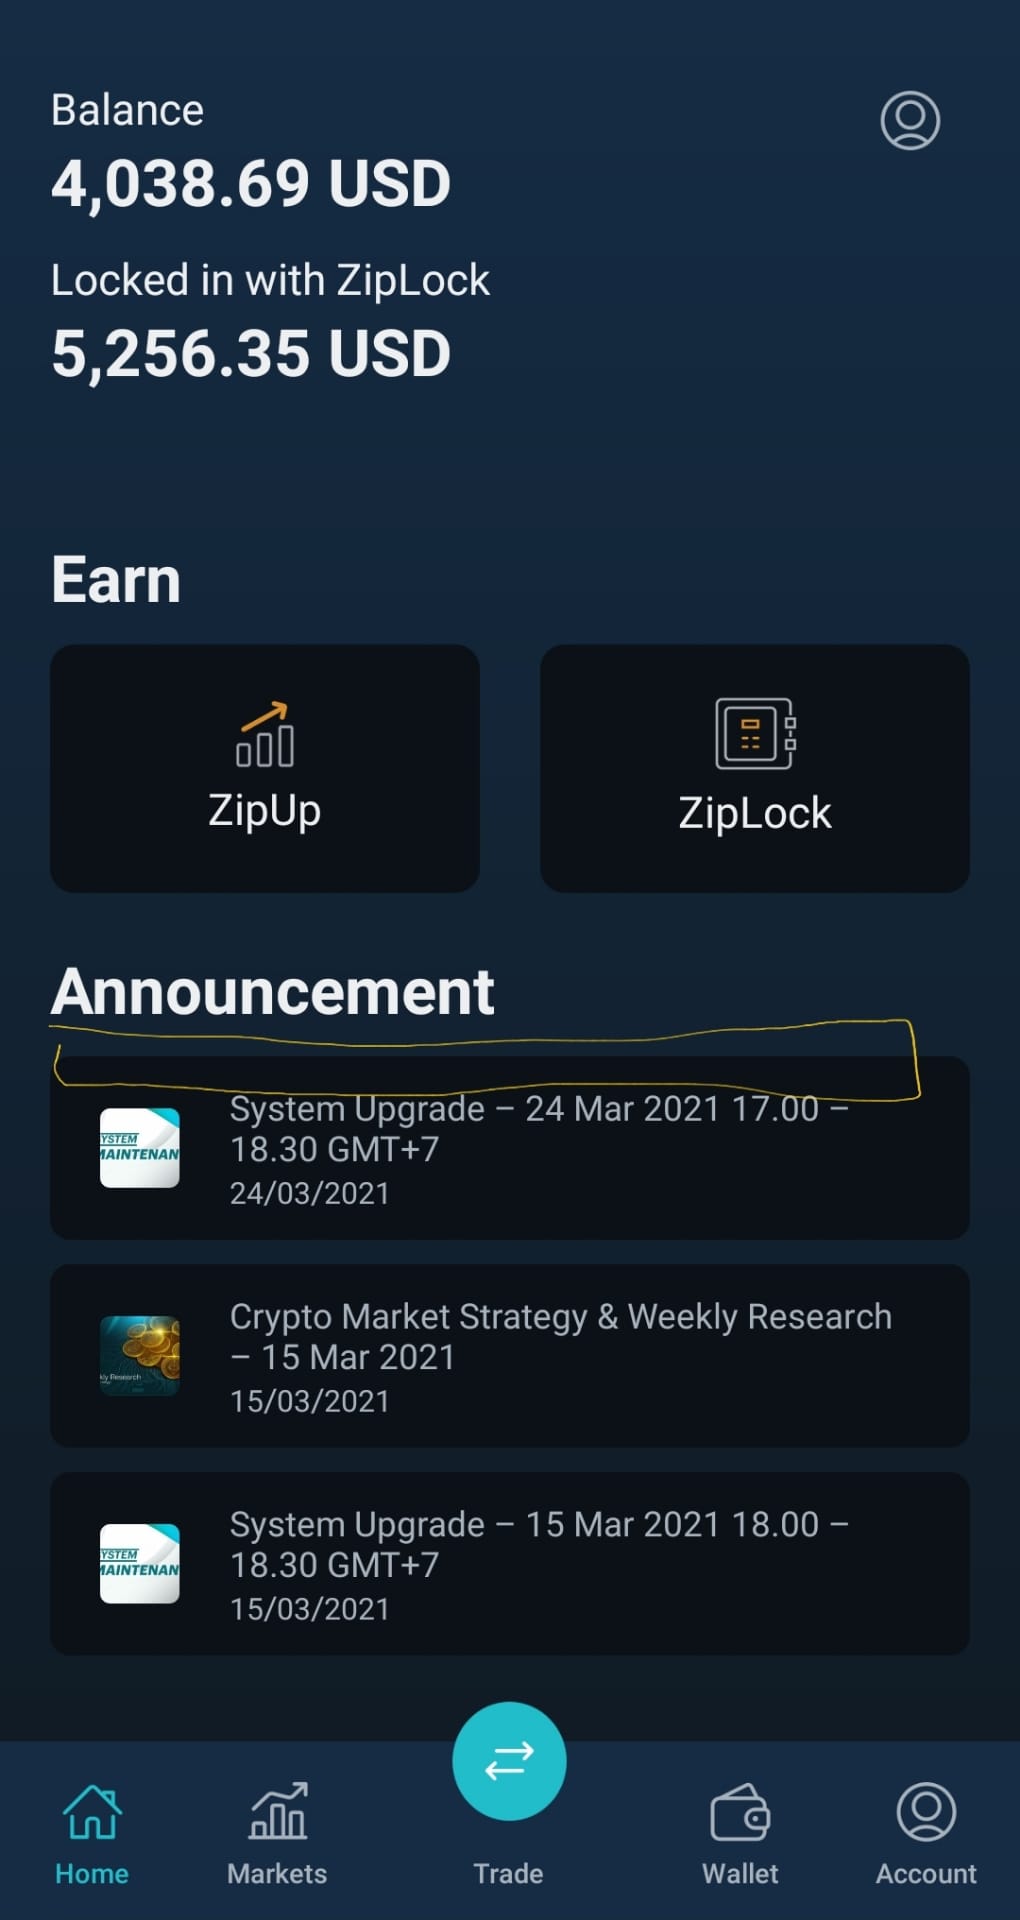 Balance
4,038.69 USD
Locked in with ZipLock
5,256.35 USD
Earn
ZipUp
ZipLock
Announcement
System Upgrade – 24 Mar 2021 17.00 –
18.30 GMT+7
24/03/2021
YSTEM
MAINTENAN
Crypto Market Strategy & Weekly Research
– 15 Mar 2021
15/03/2021
kly Research
System Upgrade – 15 Mar 2021 18.00 –
18.30 GMT+7
15/03/2021
YSTEM
MAINTENAN
Home
Markets
Trade
Wallet
Account